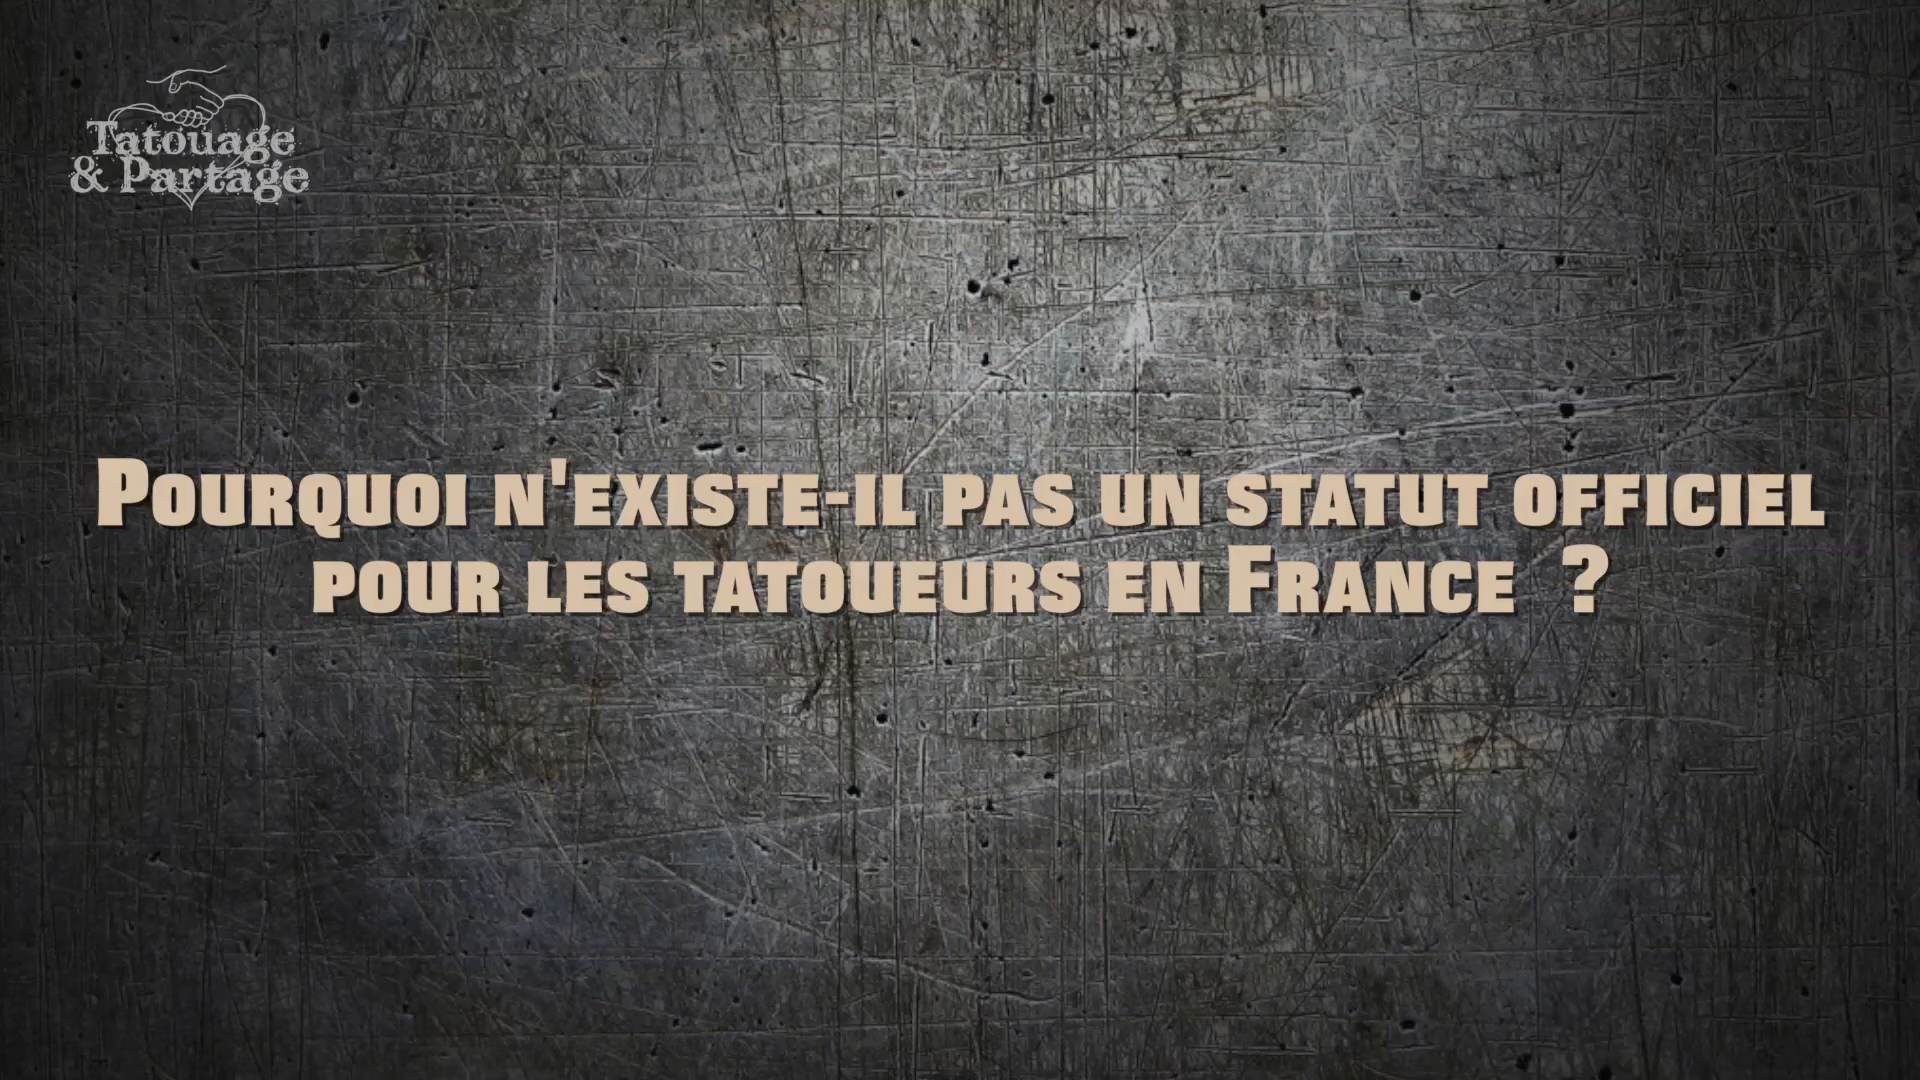 Tatouage
& Partage
Pourquoi n'existe-il pas un statut officiel
pour les tatoueurs en France ?